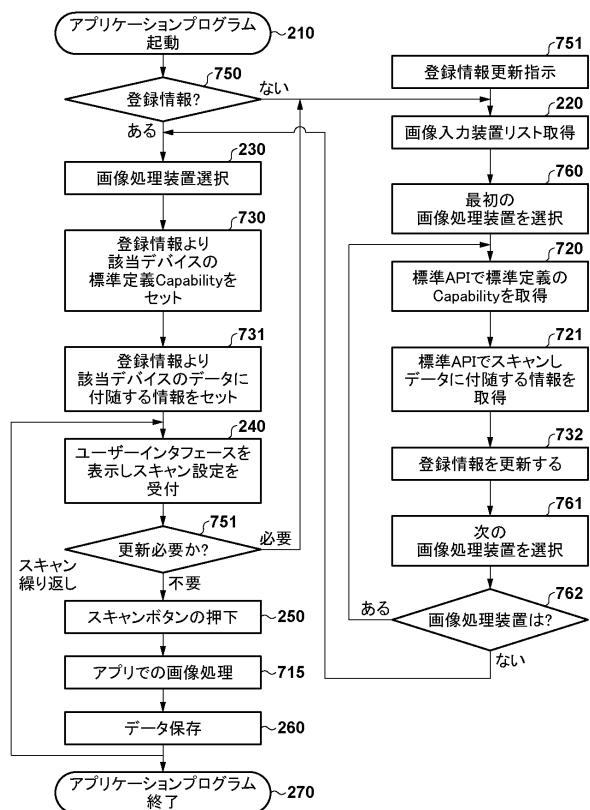 アプリケーションプログラム
起動
210
750
登録情報?
ない
ある
230
画像処理装置選択
730
登録情報より
該当デバイスの
標準定義Capabilityを
セット
731
登録情報より
該当デバイスのデータに
付随する情報をセット
240
ユーザーインタフェースを
表示しスキャン設定を
受付
751
更新必要か?
必要
不要
スキャン
繰り返し
スキャンボタンの押下
250
アプリでの画像処理
715
データ保存
260
アプリケーションプログラム
終了
270
751
登録情報更新指示
220
画像入力装置リスト取得
760
最初の
画像処理装置を選択
720
標準APIで標準定義の
Capabilityを取得
721
標準APIでスキャンし
データに付随する情報を
取得
732
登録情報を更新する
761
次の
画像処理装置を選択
762
画像処理装置は?
ある
ない